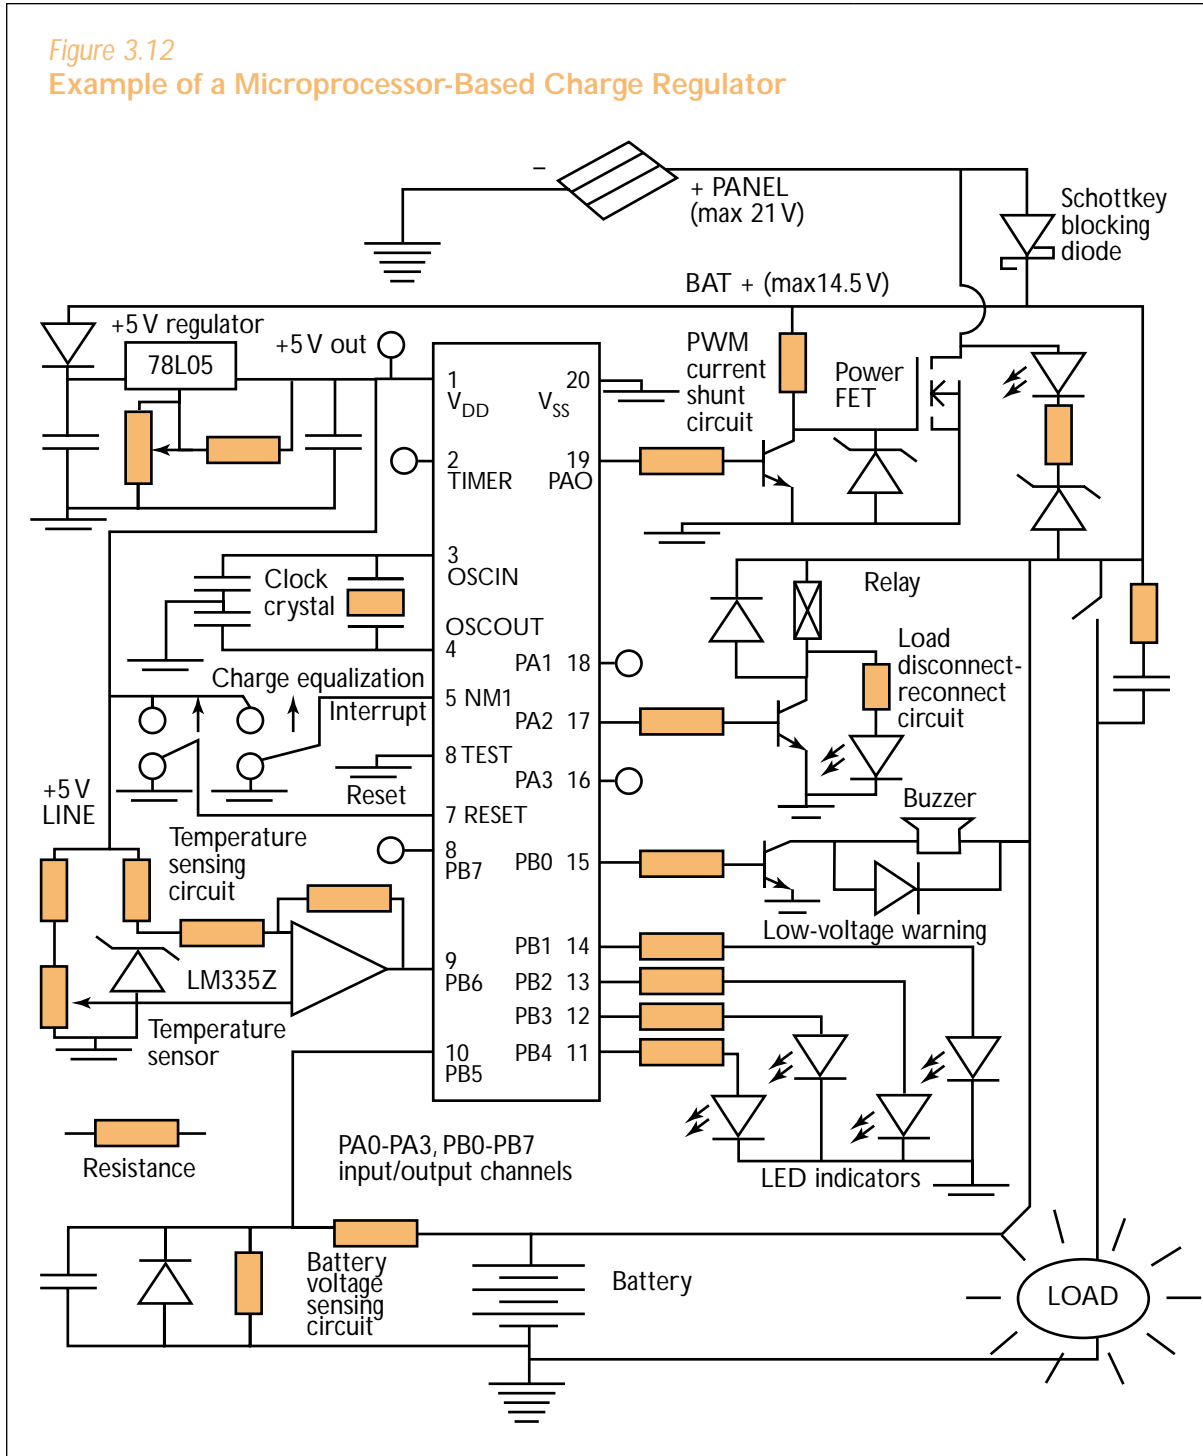 Figure 3.12
Example of a Microprocessor-Based Charge Regulator
–
+ PANEL
(max 21 V)
Schottkey
blocking
diode
BAT + (max14.5 V)
+5 V regulator
78L05
+5 V out
1
VDD
20
VSS
PWM
current
shunt
circuit
Power
FET
2
TIMER
19
PAO
3
OSCIN
Clock
crystal
OSCOUT
4
Relay
PA1 18
Load
disconnect-
reconnect
circuit
Charge equalization
Interrupt
5 NM1
PA2 17
8 TEST
Reset
PA3 16
+5 V
LINE
7 RESET
Buzzer
Temperature
sensing
circuit
8
PB7
PB0 15
Low-voltage warning
LM335Z
9
PB6
PB1 14
PB2 13
PB3 12
PB4 11
Temperature
sensor
10
PB5
Resistance
PA0-PA3, PB0-PB7
input/output channels
LED indicators
Battery
voltage
sensing
circuit
Battery
LOAD